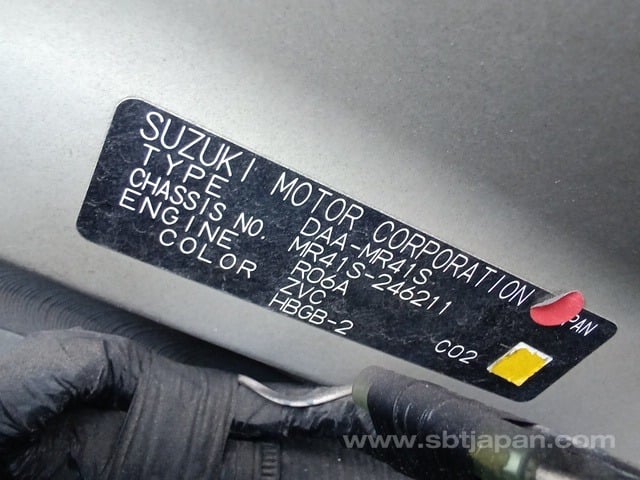 SUZUKI MOTOR CORPORATION JAPAN
TYPE DAA-MR41S
CHASSIS NO. MR41S-246211
ENGINE R06A
COLOR ZVC
HBGB-2
C02
www.sbtjapan.com